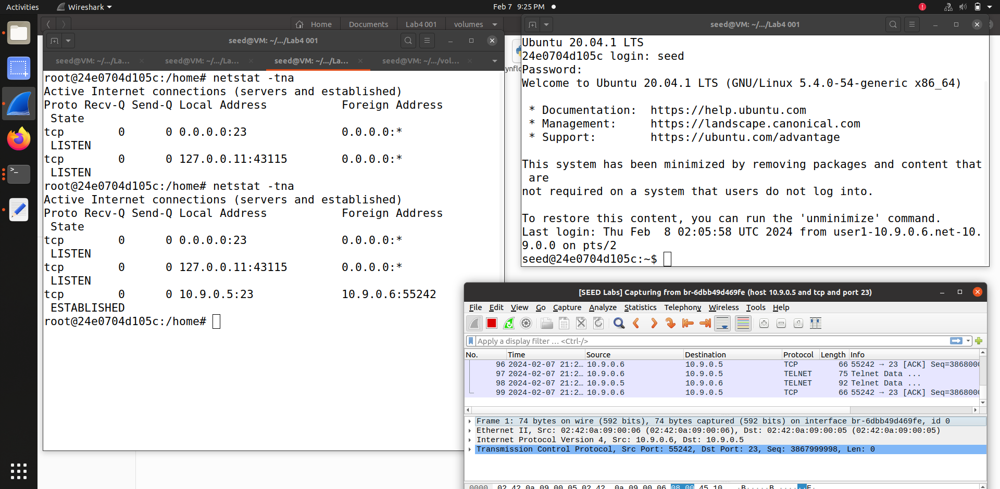 Activities
Wireshark
Feb 7 9:25 PM
Home
Documents
Lab4 001
volumes
seed@VM: ~/.../Lab4 001
seed@VM: ~/.../La...
seed@VM: ~/.../La...
seed@VM: ~/.../La...
seed@VM: ~/.../vol...
root@24e0704d105c:/home# netstat -tna
Active Internet connections (servers and established)
Proto Recv-Q Send-Q Local Address           Foreign Address
 State
tcp        0      0 0.0.0.0:23              0.0.0.0:*
 LISTEN
tcp        0      0 127.0.0.11:43115        0.0.0.0:*
 LISTEN
root@24e0704d105c:/home# netstat -tna
Active Internet connections (servers and established)
Proto Recv-Q Send-Q Local Address           Foreign Address
 State
tcp        0      0 0.0.0.0:23              0.0.0.0:*
 LISTEN
tcp        0      0 127.0.0.11:43115        0.0.0.0:*
 LISTEN
tcp        0      0 10.9.0.5:23             10.9.0.6:55242
 ESTABLISHED
root@24e0704d105c:/home#
ynflo
seed@VM: ~/.../Lab4 001
Ubuntu 20.04.1 LTS
24e0704d105c login: seed
Password:
Welcome to Ubuntu 20.04.1 LTS (GNU/Linux 5.4.0-54-generic x86_64)
 * Documentation:  https://help.ubuntu.com
 * Management:     https://landscape.canonical.com
 * Support:        https://ubuntu.com/advantage
This system has been minimized by removing packages and content that
 are
not required on a system that users do not log into.
To restore this content, you can run the 'unminimize' command.
Last login: Thu Feb  8 02:05:58 UTC 2024 from user1-10.9.0.6.net-10.
9.0.0 on pts/2
seed@24e0704d105c:~$
[SEED Labs] Capturing from br-6dbb49d469fe (host 10.9.0.5 and tcp and port 23)
File Edit View Go Capture Analyze Statistics Telephony Wireless Tools Help
Apply a display filter ... <Ctrl-/>
No. Time Source Destination Protocol Length Info
96 2024-02-07 21:2... 10.9.0.6 10.9.0.5 TCP 66 55242 → 23 [ACK] Seq=386800
97 2024-02-07 21:2... 10.9.0.6 10.9.0.5 TELNET 75 Telnet Data ...
98 2024-02-07 21:2... 10.9.0.5 10.9.0.6 TELNET 92 Telnet Data ...
99 2024-02-07 21:2... 10.9.0.6 10.9.0.5 TCP 66 55242 → 23 [ACK] Seq=386800
Frame 1: 74 bytes on wire (592 bits), 74 bytes captured (592 bits) on interface br-6dbb49d469fe, id 0
Ethernet II, Src: 02:42:0a:09:00:06 (02:42:0a:09:00:06), Dst: 02:42:0a:09:00:05 (02:42:0a:09:00:05)
Internet Protocol Version 4, Src: 10.9.0.6, Dst: 10.9.0.5
Transmission Control Protocol, Src Port: 55242, Dst Port: 23, Seq: 3867999998, Len: 0
0000 02 42 0a 09 00 05 02 42 0a 09 00 06 08 00 45 10 ·B·····B ······E·